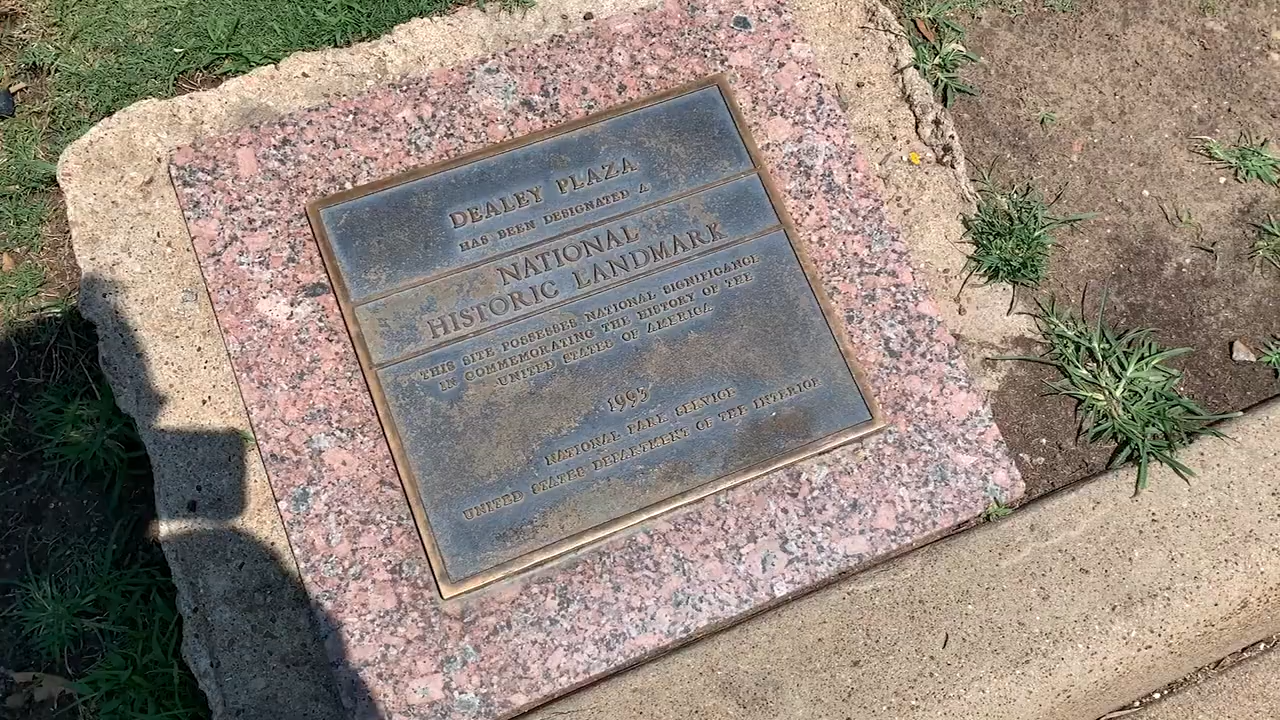 DEALEY PLAZA
HAS BEEN DESIGNATED A
NATIONAL
HISTORIC LANDMARK
THIS SITE POSSESSES NATIONAL SIGNIFICANCE
IN COMMEMORATING THE HISTORY OF THE
UNITED STATES OF AMERICA
1993
NATIONAL PARK SERVICE
UNITED STATES DEPARTMENT OF THE INTERIOR